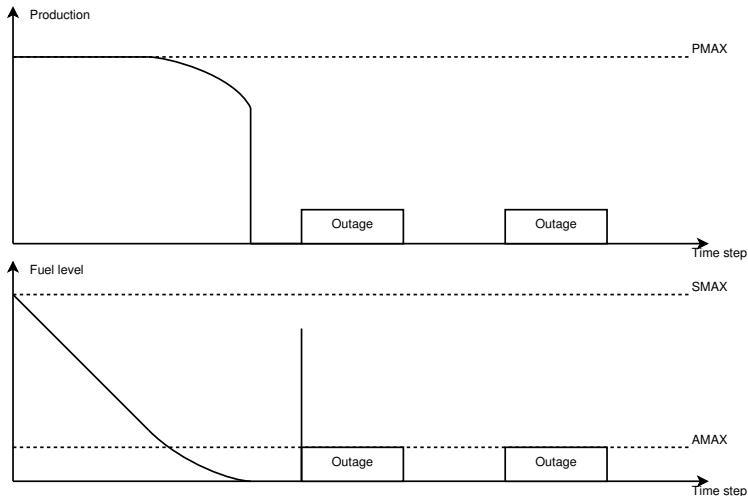 Production
PMAX
Outage
Outage
Time step
Fuel level
SMAX
AMAX
Outage
Outage
Time step